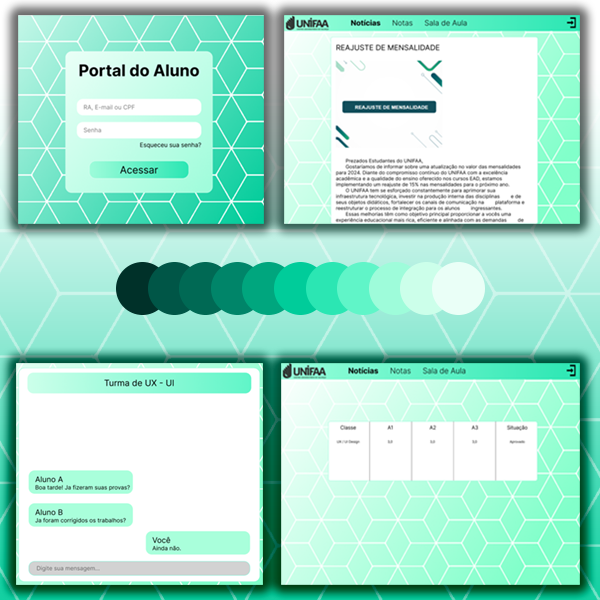 Portal do Aluno
RA, E-mail ou CPF
Senha
Esqueceu sua senha?
Acessar
UNIFAA
Notícias Notas Sala de Aula
REAJUSTE DE MENSALIDADE
REAJUSTE DE MENSALIDADE
Prezados Estudantes do UNIFAA,
Gostaríamos de informar sobre uma atualização no valor das mensalidades
para 2024. Diante do compromisso contínuo do UNIFAA com a excelência
acadêmica e a qualidade do ensino oferecido nos cursos EAD, estamos
implementando um reajuste de 15% nas mensalidades para o próximo ano.
O UNIFAA tem se esforçado constantemente para aprimorar sua
infraestrutura tecnológica, investir na produção interna das disciplinas e de
seus objetos didáticos, fortalecer os canais de comunicação na plataforma e
reestruturar o processo de integração para os alunos ingressantes.
Essas melhorias têm como objetivo principal proporcionar a vocês uma
experiência educacional mais rica, eficiente e alinhada com as demandas de
Turma de UX - UI
Aluno A
Boa tarde! Ja fizeram suas provas?
Aluno B
Ja foram corrigidos os trabalhos?
Você
Ainda não.
Digite sua mensagem...
UNIFAA
Notícias Notas Sala de Aula
Classe A1 A2 A3 Situação
UX / UI Design 5,0 5,0 5,0 Aprovado